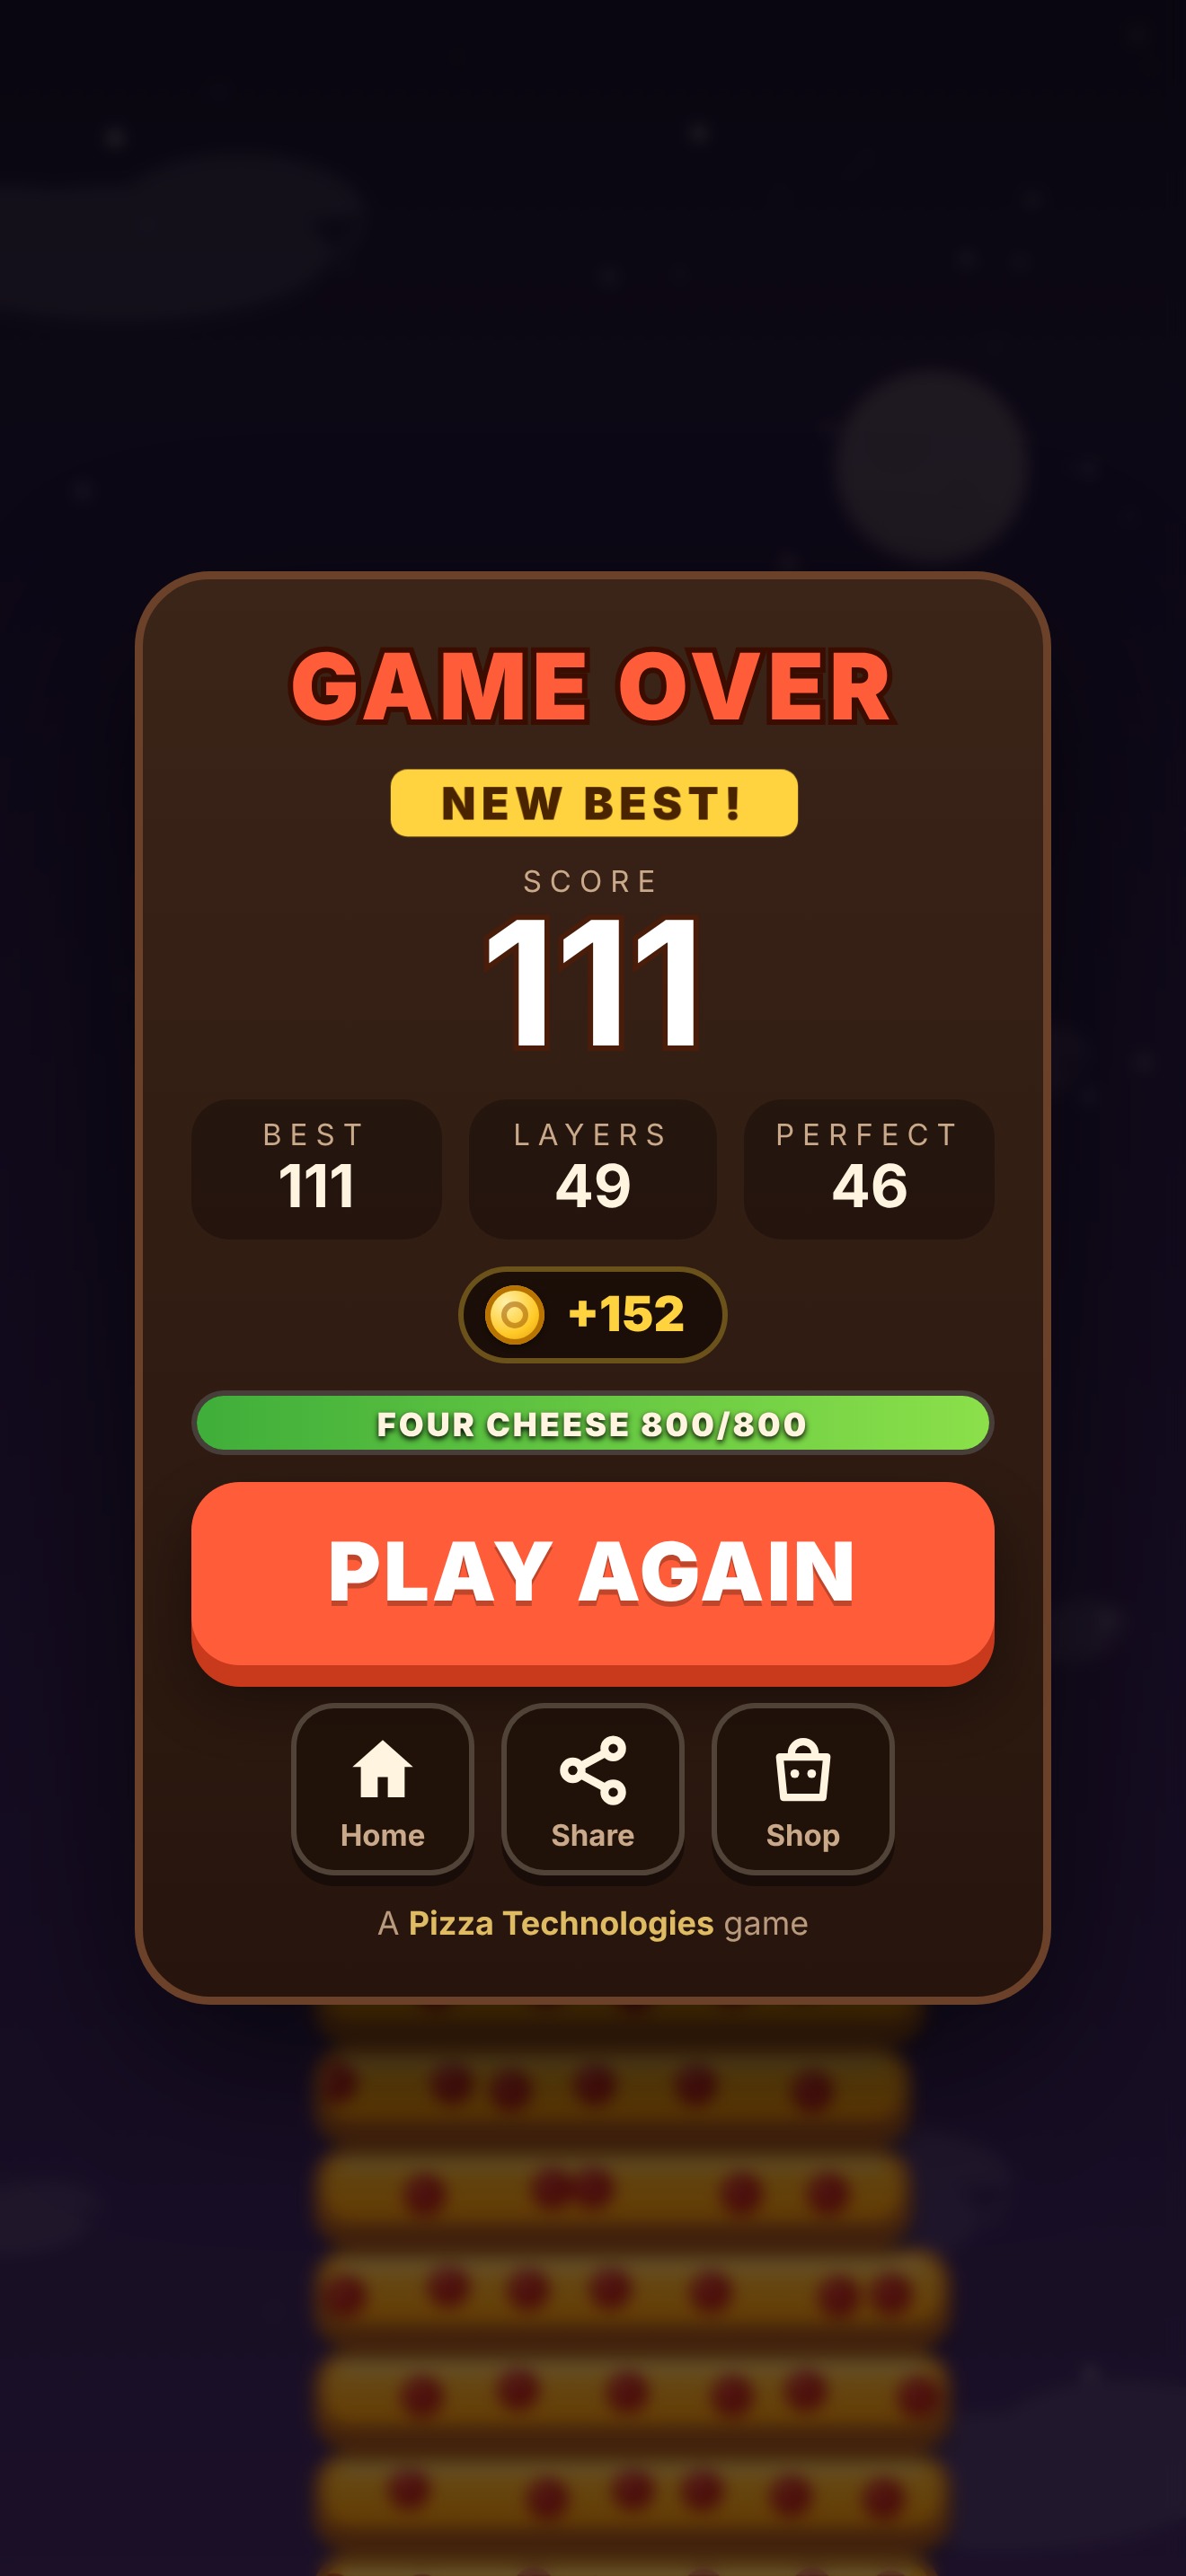 GAME OVER
NEW BEST!
SCORE
111
BEST LAYERS PERFECT
111 49 46
+152
FOUR CHEESE 800/800
PLAY AGAIN
Home Share Shop
A Pizza Technologies game